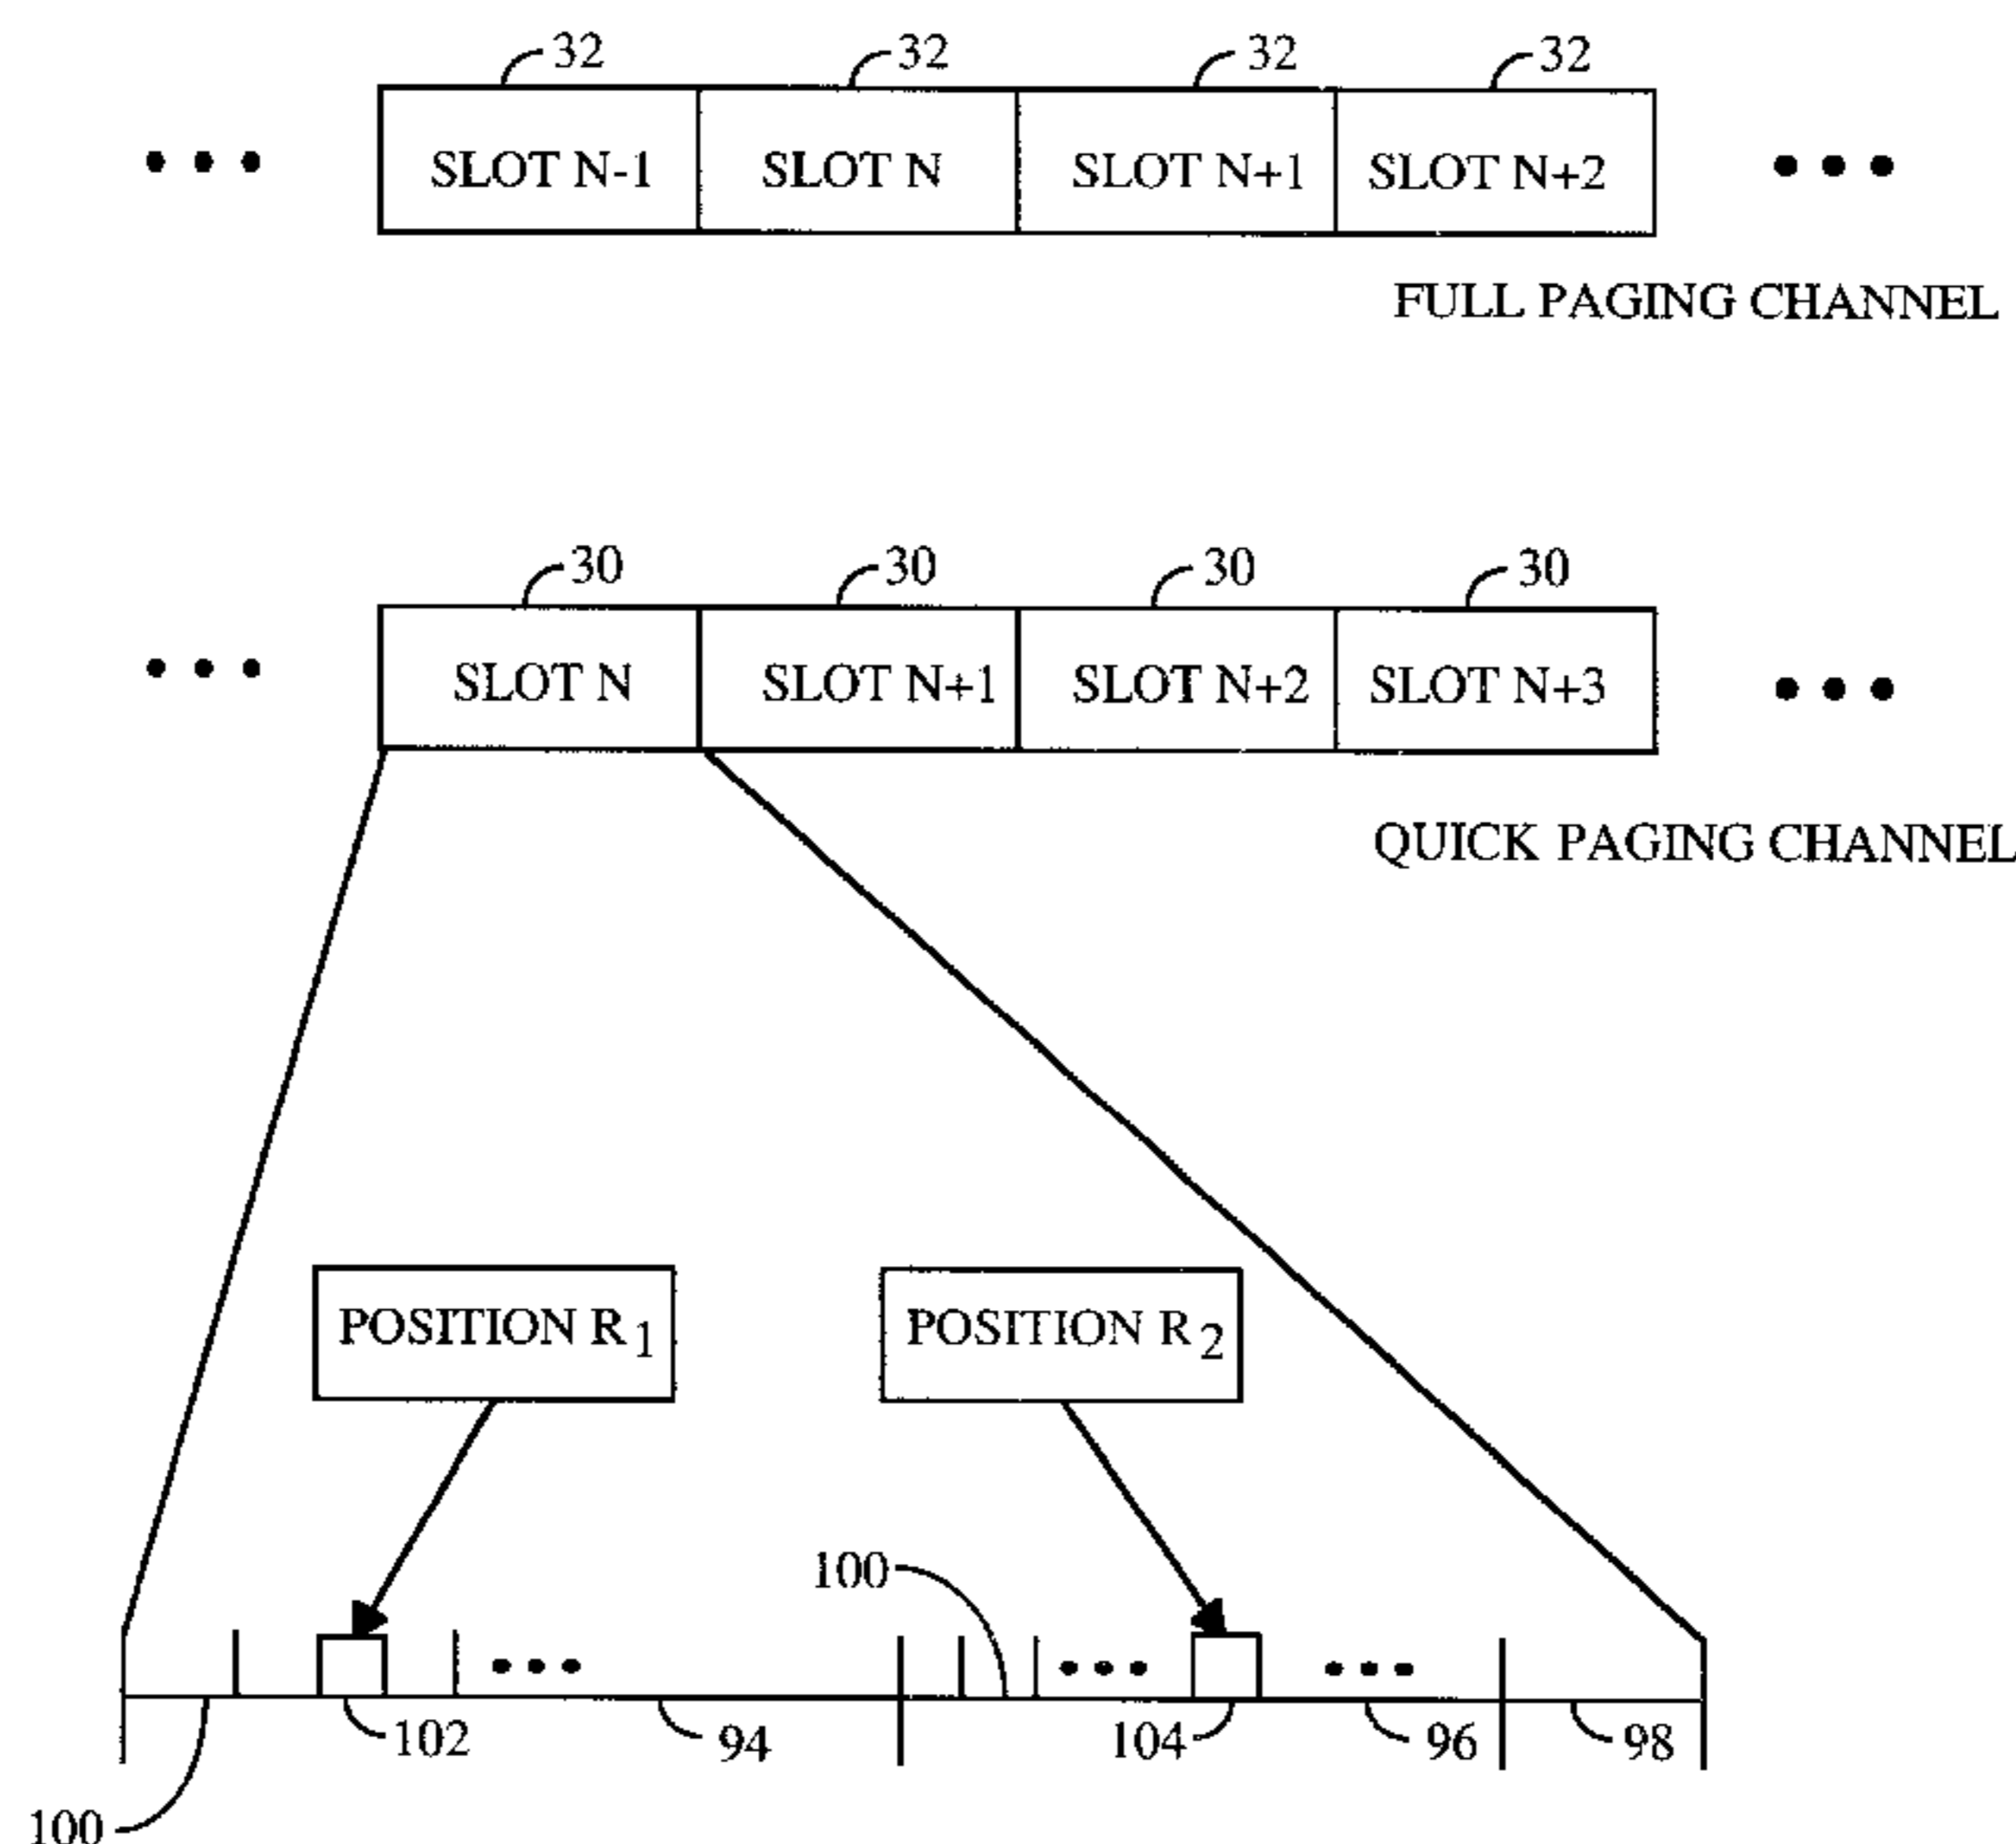 32 32 32 32
SLOT N-1 SLOT N SLOT N+1 SLOT N+2
FULL PAGING CHANNEL
30 30 30 30
SLOT N SLOT N+1 SLOT N+2 SLOT N+3
QUICK PAGING CHANNEL
POSITION R1 POSITION R2
100
102 94 104 96 98
100